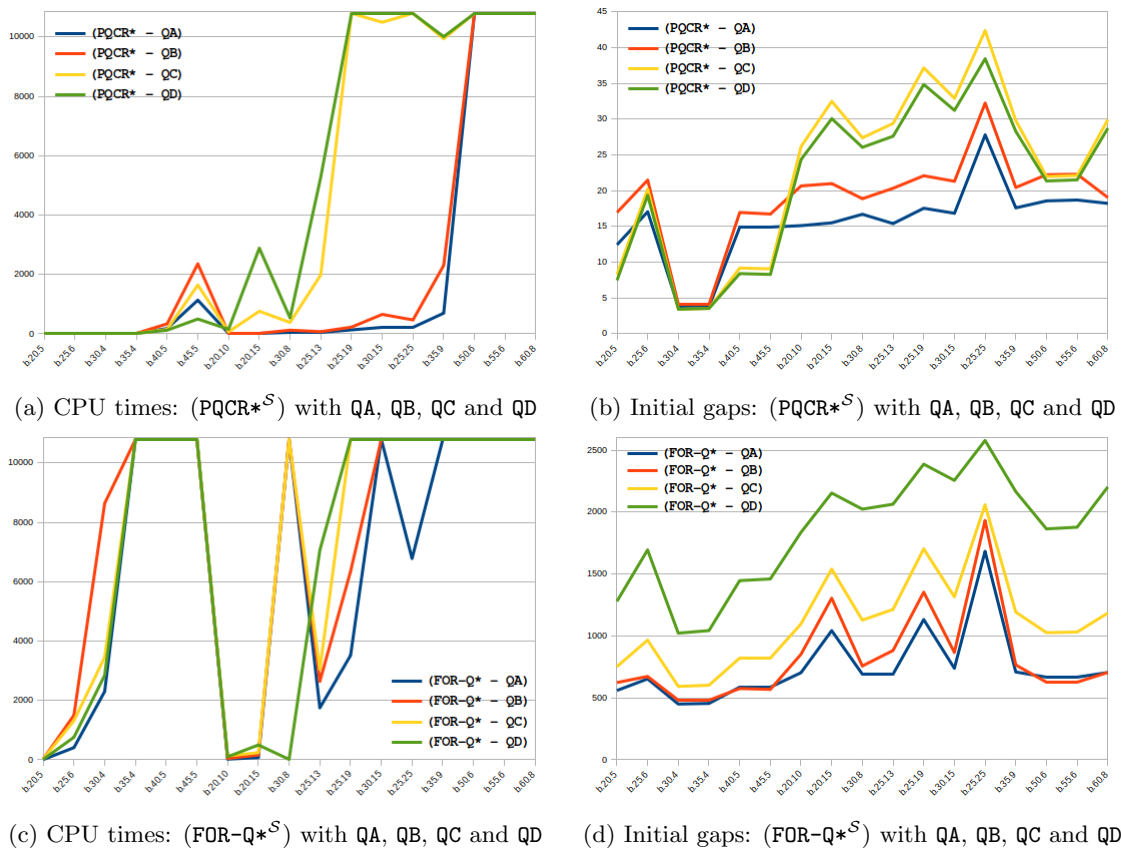 10000
8000
6000
4000
2000
0
(PQCR* - QA)
(PQCR* - QB)
(PQCR* - QC)
(PQCR* - QD)
b.20.5 b.25.6 b.30.4 b.35.4 b.40.5 b.45.5 b.20.10 b.20.15 b.30.8 b.25.13 b.25.19 b.30.15 b.25.25 b.35.9 b.50.6 b.55.6 b.60.8
(a) CPU times: (PQCR*^S) with QA, QB, QC and QD
45
40
35
30
25
20
15
10
5
0
(PQCR* - QA)
(PQCR* - QB)
(PQCR* - QC)
(PQCR* - QD)
b.20.5 b.25.6 b.30.4 b.35.4 b.40.5 b.45.5 b.20.10 b.20.15 b.30.8 b.25.13 b.25.19 b.30.15 b.25.25 b.35.9 b.50.6 b.55.6 b.60.8
(b) Initial gaps: (PQCR*^S) with QA, QB, QC and QD
10000
8000
6000
4000
2000
0
(FOR-Q* - QA)
(FOR-Q* - QB)
(FOR-Q* - QC)
(FOR-Q* - QD)
b.20.5 b.25.6 b.30.4 b.35.4 b.40.5 b.45.5 b.20.10 b.20.15 b.30.8 b.25.13 b.25.19 b.30.15 b.25.25 b.35.9 b.50.6 b.55.6 b.60.8
(c) CPU times: (FOR-Q*^S) with QA, QB, QC and QD
2500
2000
1500
1000
500
0
(FOR-Q* - QA)
(FOR-Q* - QB)
(FOR-Q* - QC)
(FOR-Q* - QD)
b.20.5 b.25.6 b.30.4 b.35.4 b.40.5 b.45.5 b.20.10 b.20.15 b.30.8 b.25.13 b.25.19 b.30.15 b.25.25 b.35.9 b.50.6 b.55.6 b.60.8
(d) Initial gaps: (FOR-Q*^S) with QA, QB, QC and QD